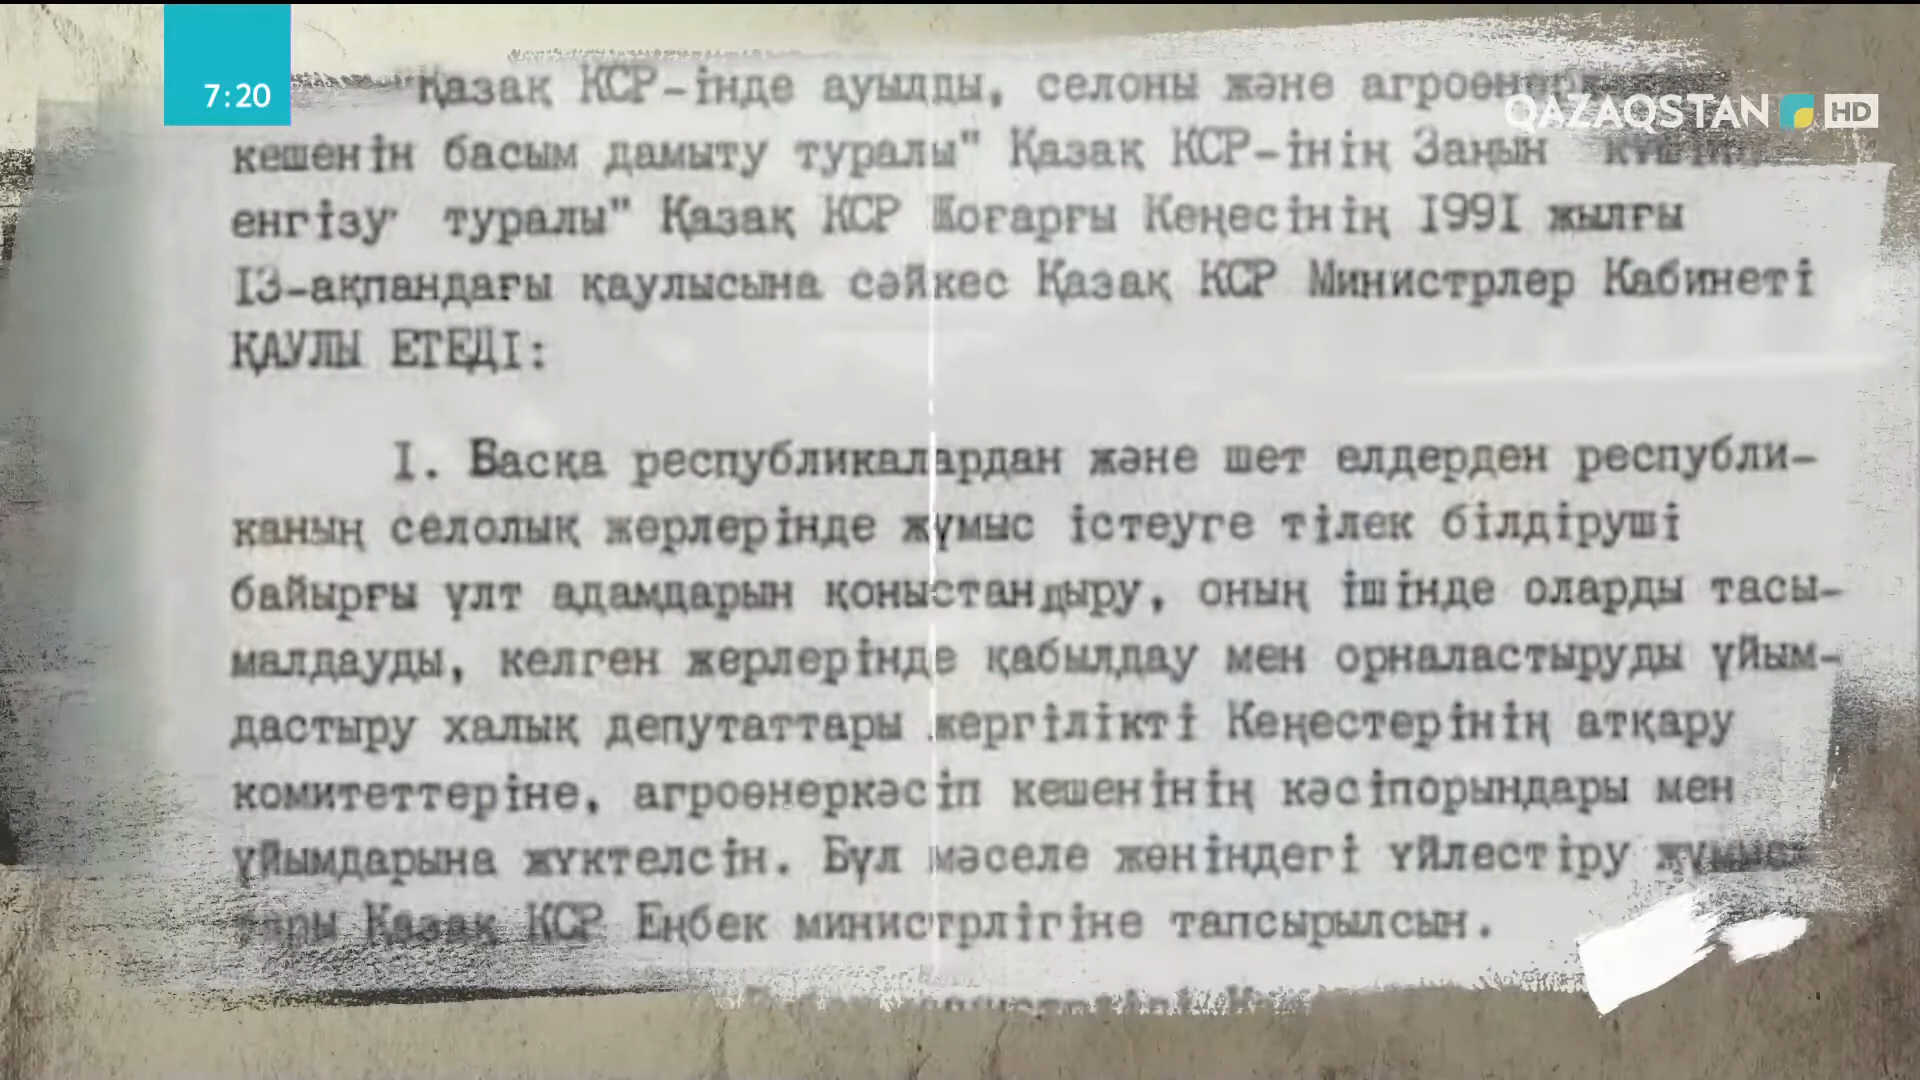 7:20
QAZAQSTAN HD
"Қазақ КСР-інде ауылды, селоны және агроөнер
кешенін басым дамыту туралы" Қазақ КСР-інің Заңын
енгізу туралы" Қазақ КСР Жоғарғы Кеңесінің 1991 жылғы
13-ақпандағы қаулысына сәйкес Қазақ КСР Министрлер Кабинеті
ҚАУЛЫ ЕТЕДІ:
1. Басқа республикалардан және шет елдерден республи-
каның селолық жерлерінде жұмыс істеуге тілек білдіруші
байырғы ұлт адамдарын қоныстандыру, оның ішінде оларды тасы-
малдауды, келген жерлерінде қабылдау мен орналастыруды ұйым-
дастыру халық депутаттары жергілікті Кеңестерінің атқару
комитеттеріне, агроөнеркәсіп кешенінің кәсіпорындары мен
ұйымдарына жүктелсін. Бұл мәселе жөніндегі үйлестіру
тары Қазақ КСР Еңбек министрлігіне тапсырылсын.